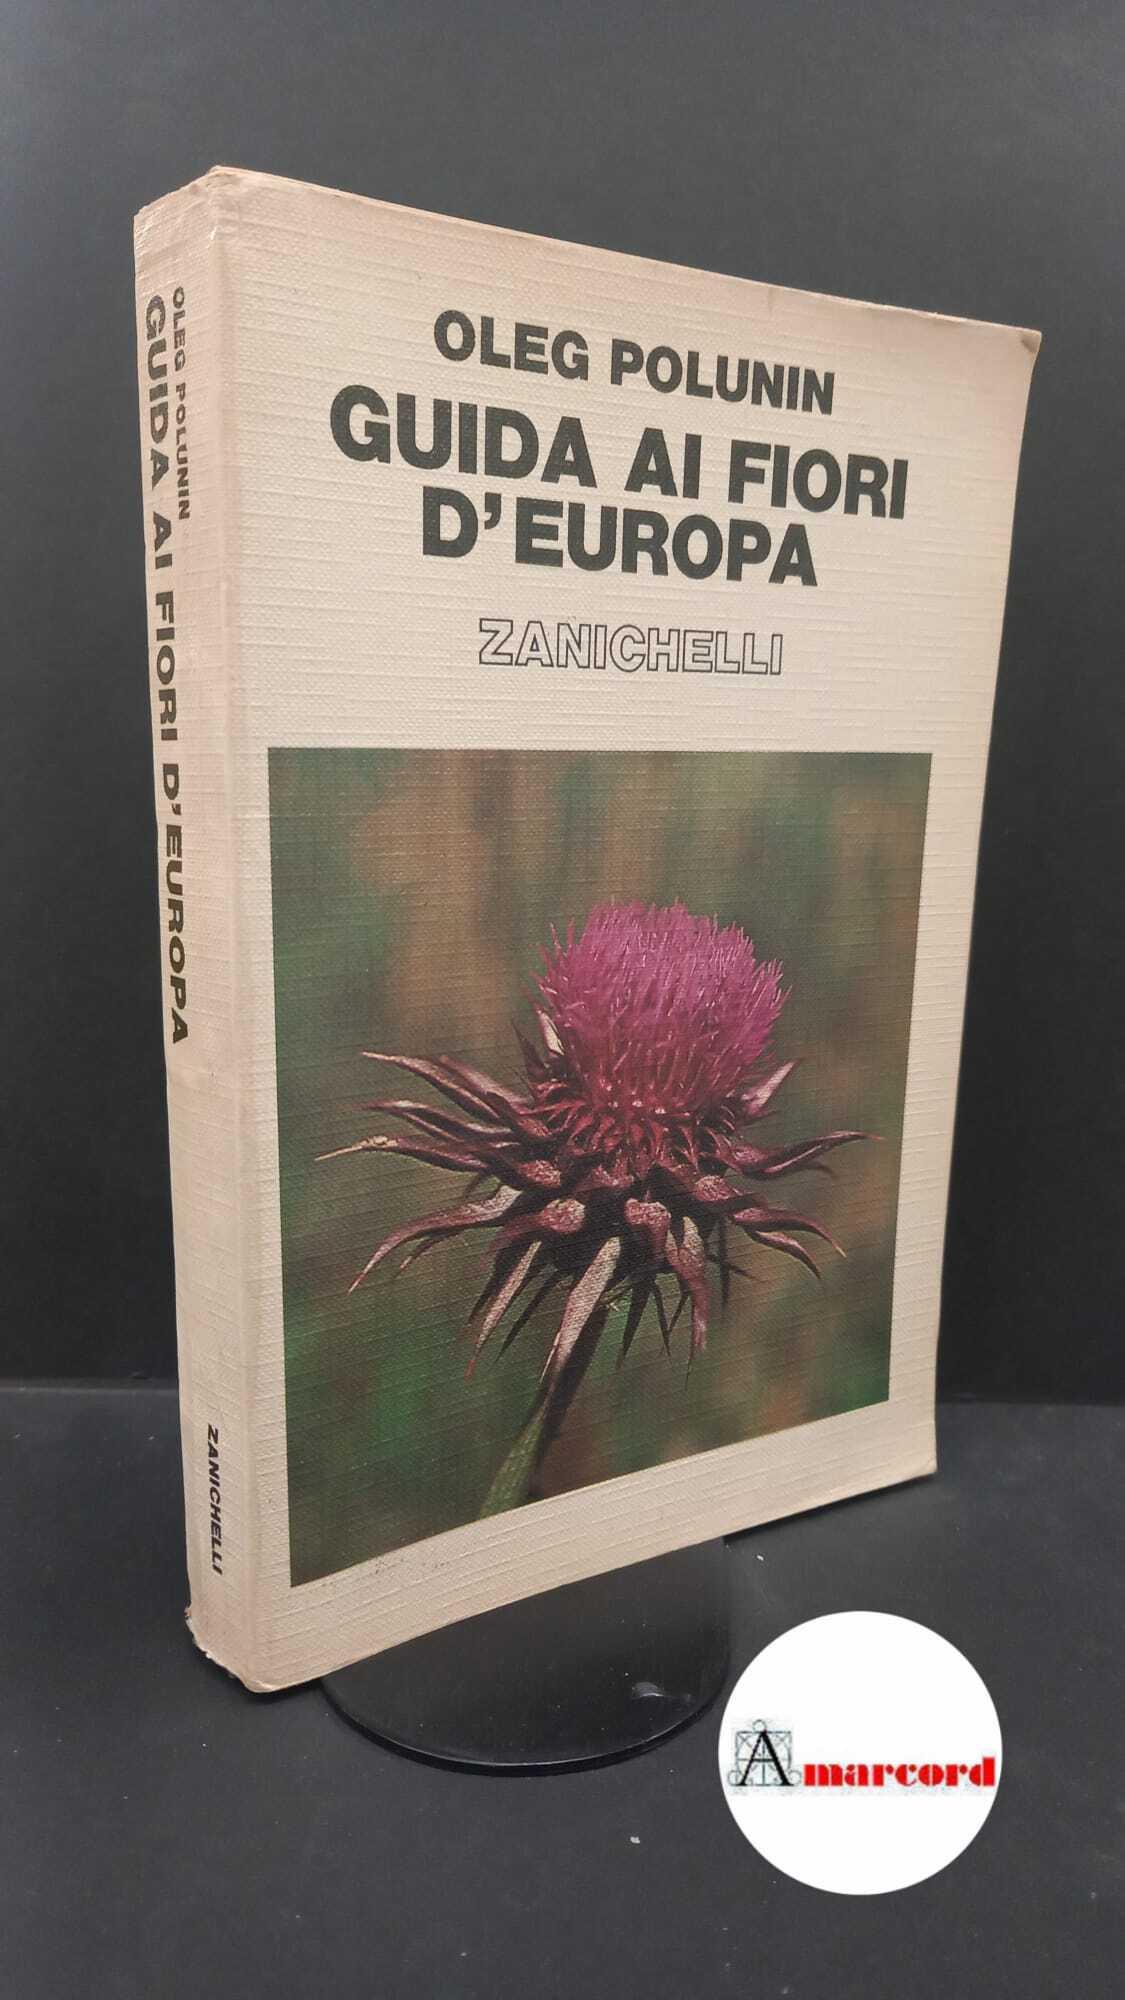 OLEG POLUNIN
GUIDA AI FIORI
D'EUROPA
ZANICHELLI
OLEG POLUNIN
GUIDA AI FIORI D'EUROPA
ZANICHELLI
Amarcord